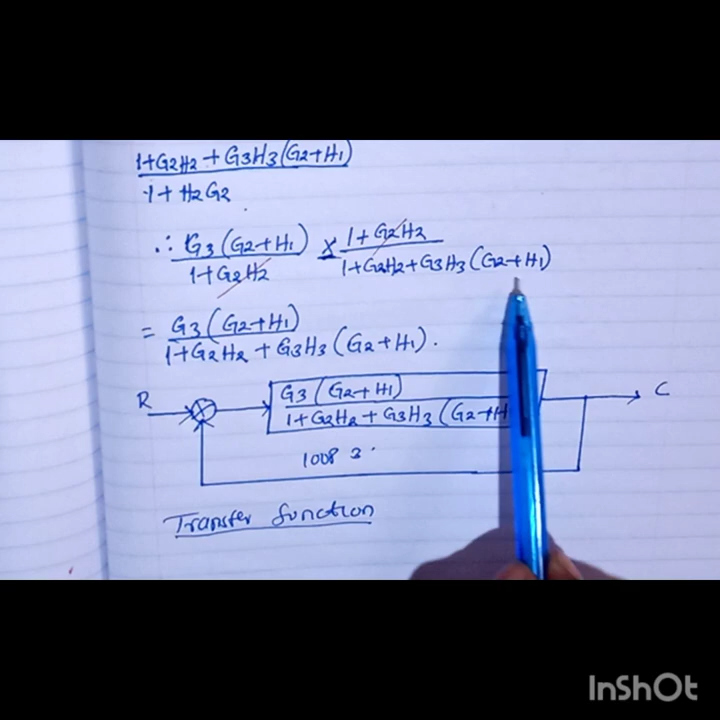 1+G2H2+G3H3(G2+H1)
1+H2G2
∴ G3(G2+H1) × 1+G2H2
1+G2H2 1+G2H2+G3H3(G2+H1)
= G3(G2+H1)
1+G2H2+G3H3(G2+H1).
R G3(G2+H1) C
1+G2H2+G3H3(G2+H
loop 3.
Transfer function
InShOt